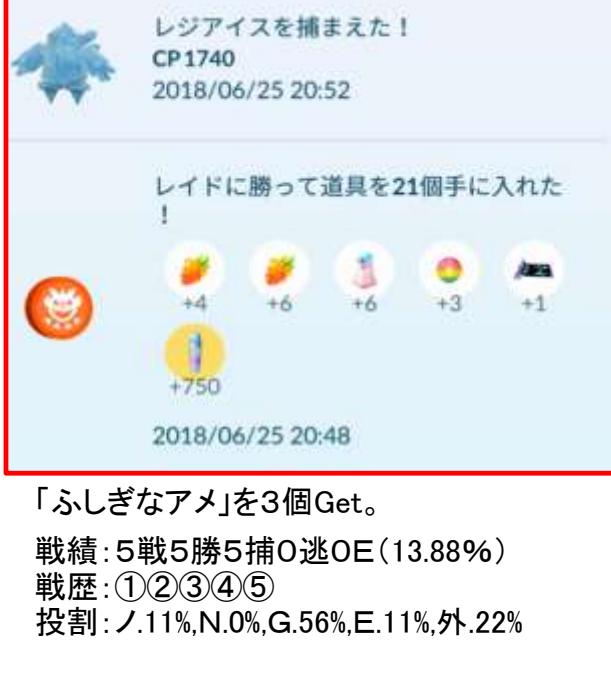 レジアイスを捕まえた!
CP1740
2018/06/25 20:52
レイドに勝って道具を21個手に入れた
!
+4 +6 +6 +3 +1
+750
2018/06/25 20:48
「ふしぎなアメ」を3個Get。
戦績:5戦5勝5捕0逃0E(13.88%)
戦歴:①②③④⑤
投割:ノ.11%,N.0%,G.56%,E.11%,外.22%